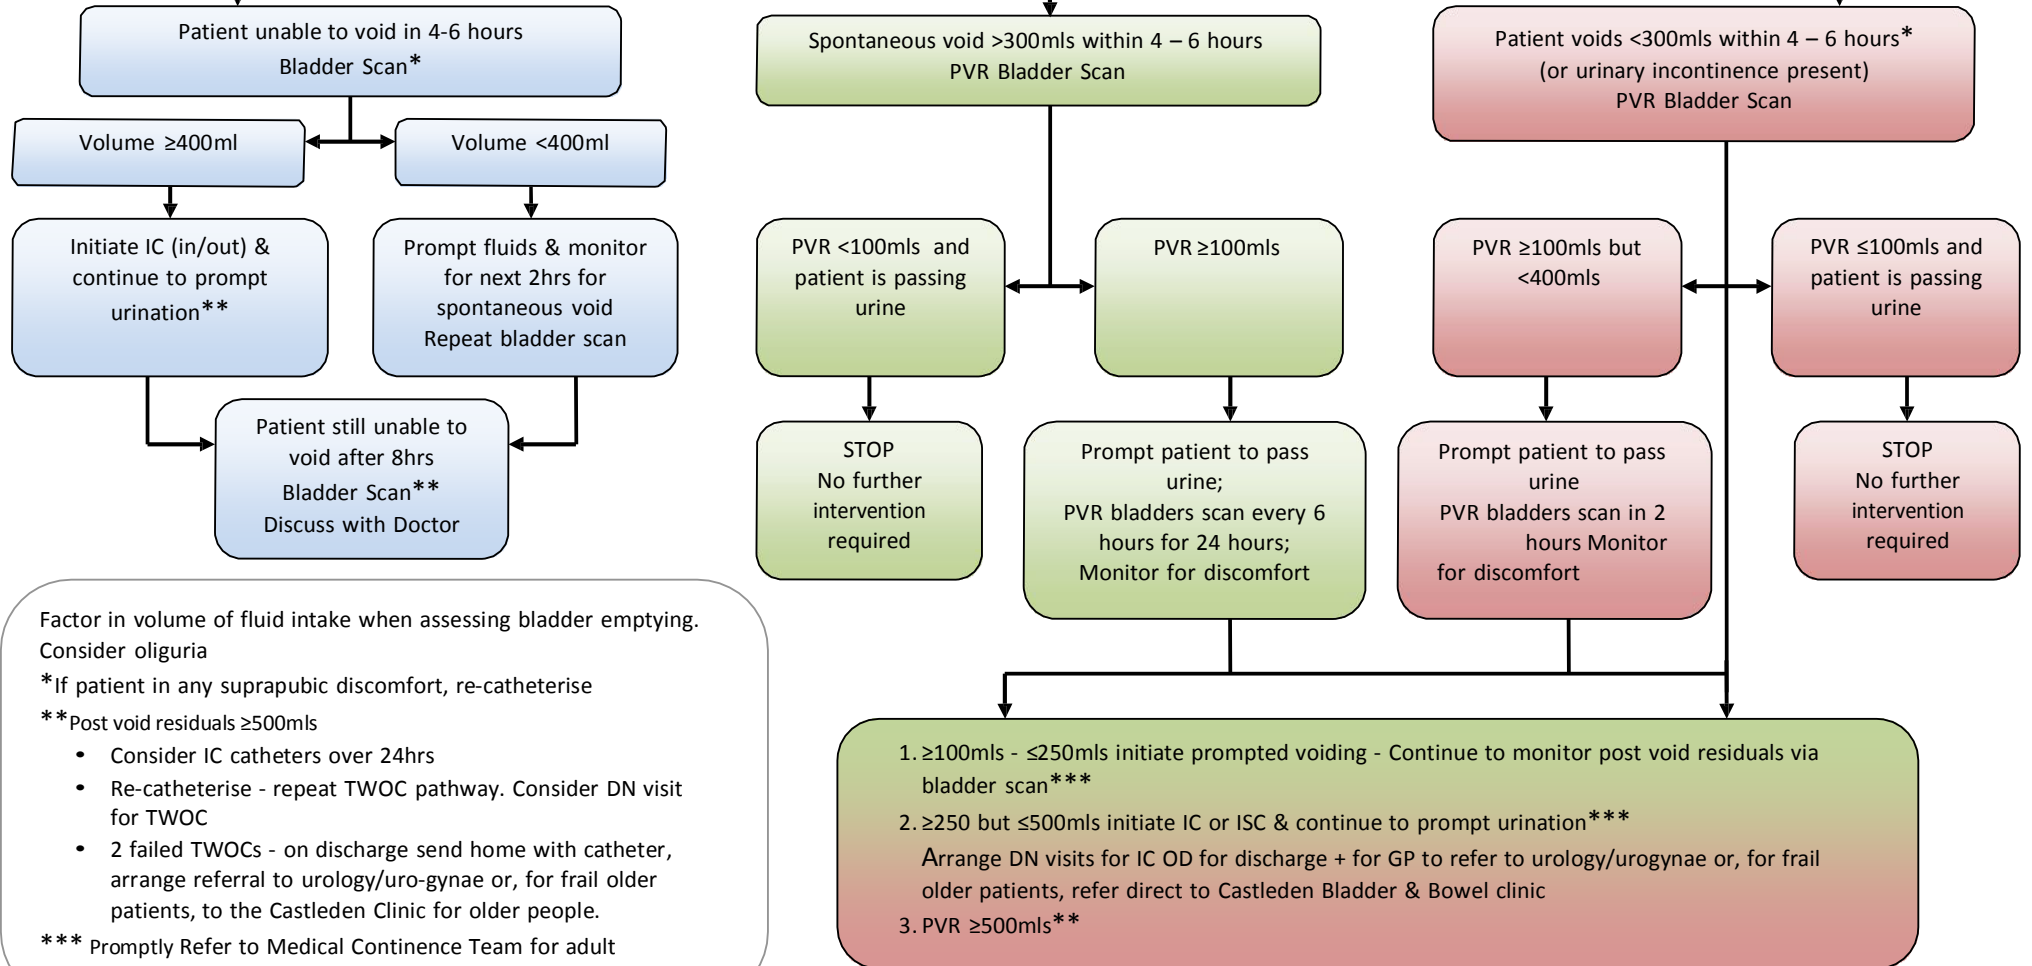 Patient unable to void in 4-6 hours
Bladder Scan*
Volume ≥400ml
Volume <400ml
Initiate IC (in/out) &
continue to prompt
urination**
Prompt fluids & monitor
for next 2hrs for
spontaneous void
Repeat bladder scan
Patient still unable to
void after 8hrs
Bladder Scan**
Discuss with Doctor
Spontaneous void >300mls within 4 – 6 hours
PVR Bladder Scan
PVR <100mls and
patient is passing
urine
PVR ≥100mls
STOP
No further
intervention
required
Prompt patient to pass
urine;
PVR bladders scan every 6
hours for 24 hours;
Monitor for discomfort
Patient voids <300mls within 4 – 6 hours*
(or urinary incontinence present)
PVR Bladder Scan
PVR ≥100mls but
<400mls
PVR ≤100mls and
patient is passing
urine
Prompt patient to pass
urine
PVR bladders scan in 2
hours Monitor
for discomfort
STOP
No further
intervention
required
Factor in volume of fluid intake when assessing bladder emptying.
Consider oliguria
*If patient in any suprapubic discomfort, re-catheterise
**Post void residuals ≥500mls
• Consider IC catheters over 24hrs
• Re-catheterise - repeat TWOC pathway. Consider DN visit
for TWOC
• 2 failed TWOCs - on discharge send home with catheter,
arrange referral to urology/uro-gynae or, for frail older
patients, to the Castleden Clinic for older people.
*** Promptly Refer to Medical Continence Team for adult
1. ≥100mls - ≤250mls initiate prompted voiding - Continue to monitor post void residuals via
bladder scan***
2. ≥250 but ≤500mls initiate IC or ISC & continue to prompt urination***
Arrange DN visits for IC OD for discharge + for GP to refer to urology/urogynae or, for frail
older patients, refer direct to Castleden Bladder & Bowel clinic
3. PVR ≥500mls**